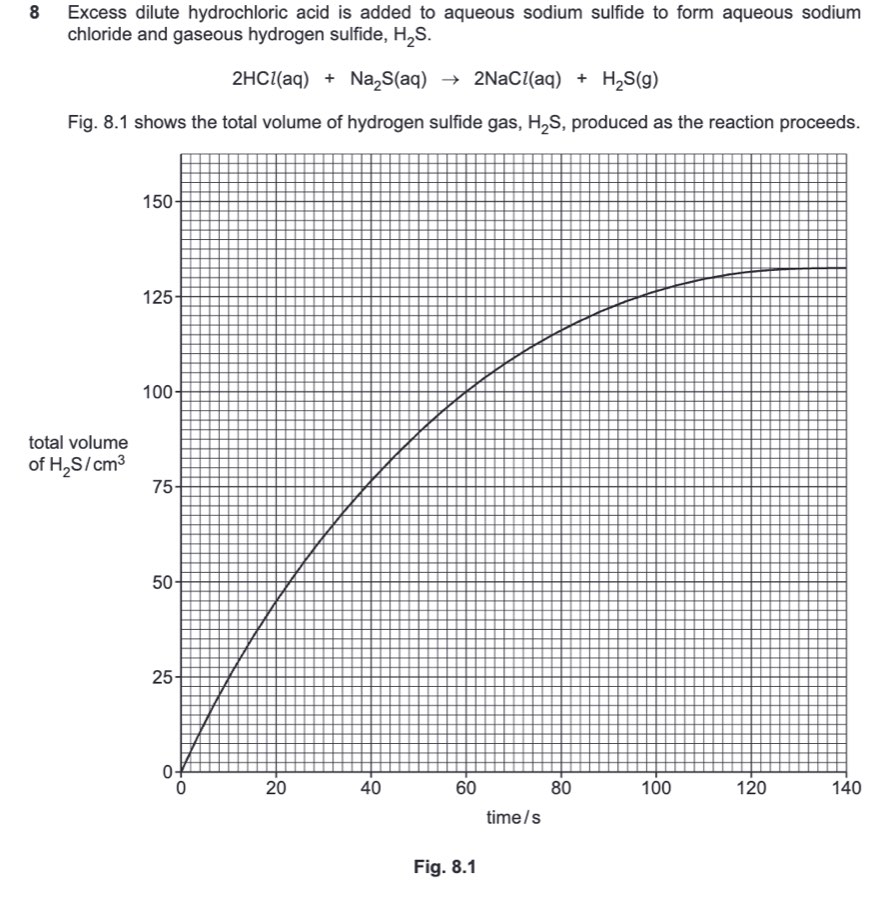 8 Excess dilute hydrochloric acid is added to aqueous sodium sulfide to form aqueous sodium
chloride and gaseous hydrogen sulfide, H₂S.
2HCl(aq) + Na₂S(aq) → 2NaCl(aq) + H₂S(g)
Fig. 8.1 shows the total volume of hydrogen sulfide gas, H₂S, produced as the reaction proceeds.
150
125
100
total volume
of H₂S/cm³
75
50
25
0
0 20 40 60 80 100 120 140
time/s
Fig. 8.1